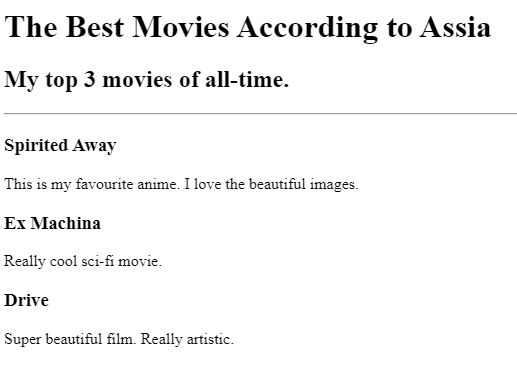 The Best Movies According to Assia
My top 3 movies of all-time.
Spirited Away
This is my favourite anime. I love the beautiful images.
Ex Machina
Really cool sci-fi movie.
Drive
Super beautiful film. Really artistic.